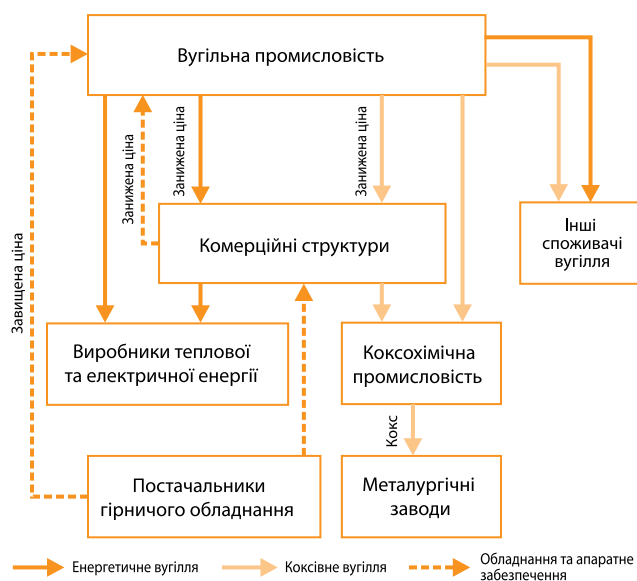 Вугільна промисловість
Завищена ціна
Занижена ціна
Занижена ціна
Занижена ціна
Комерційні структури
Інші
споживачі
вугілля
Виробники теплової
та електричної енергії
Коксохімічна
промисловість
Кокс
Постачальники
гірничого обладнання
Металургічні
заводи
Енергетичне вугілля
Коксівне вугілля
Обладнання та апаратне
забезпечення